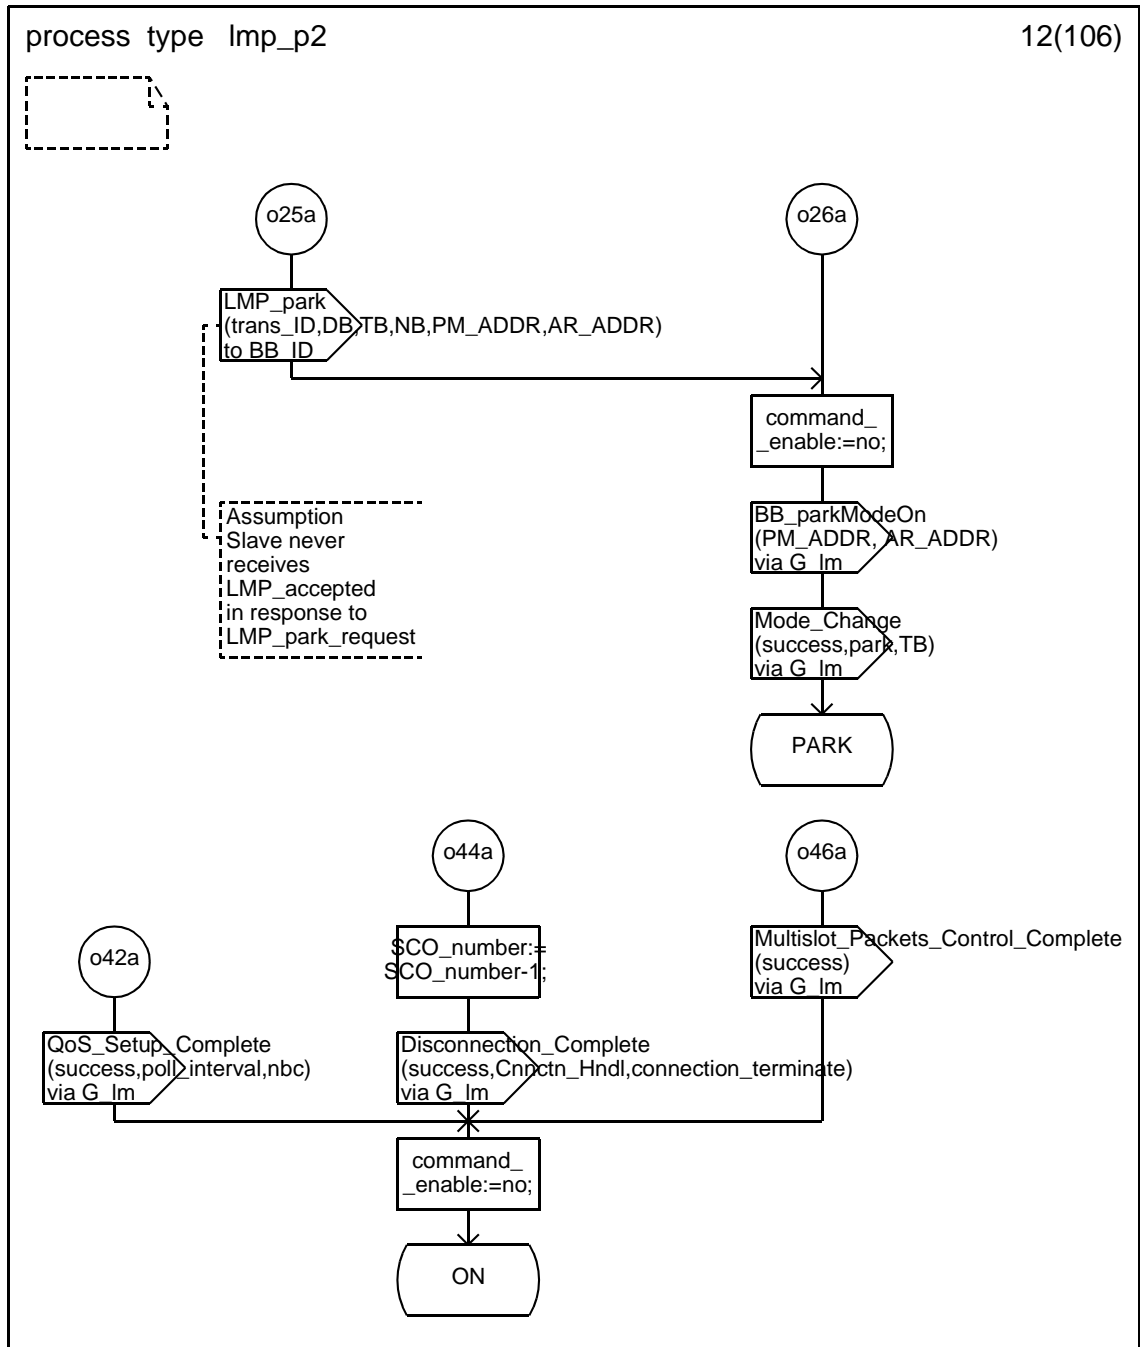 process type lmp_p2
12(106)
o25a
o26a
LMP_park
(trans_ID,DB,TB,NB,PM_ADDR,AR_ADDR)
to BB_ID
command_
_enable:=no;
Assumption
Slave never
receives
LMP_accepted
in response to
LMP_park_request
BB_parkModeOn
(PM_ADDR, AR_ADDR)
via G_lm
Mode_Change
(success,park,TB)
via G_lm
PARK
o44a
o46a
o42a
SCO_number:=
SCO_number-1;
Multislot_Packets_Control_Complete
(success)
via G_lm
QoS_Setup_Complete
(success,poll_interval,nbc)
via G_lm
Disconnection_Complete
(success,Cnnctn_Hndl,connection_terminate)
via G_lm
command_
_enable:=no;
ON